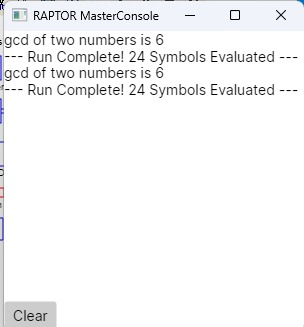 RAPTOR MasterConsole
gcd of two numbers is 6
--- Run Complete! 24 Symbols Evaluated ---
gcd of two numbers is 6
--- Run Complete! 24 Symbols Evaluated ---
Clear